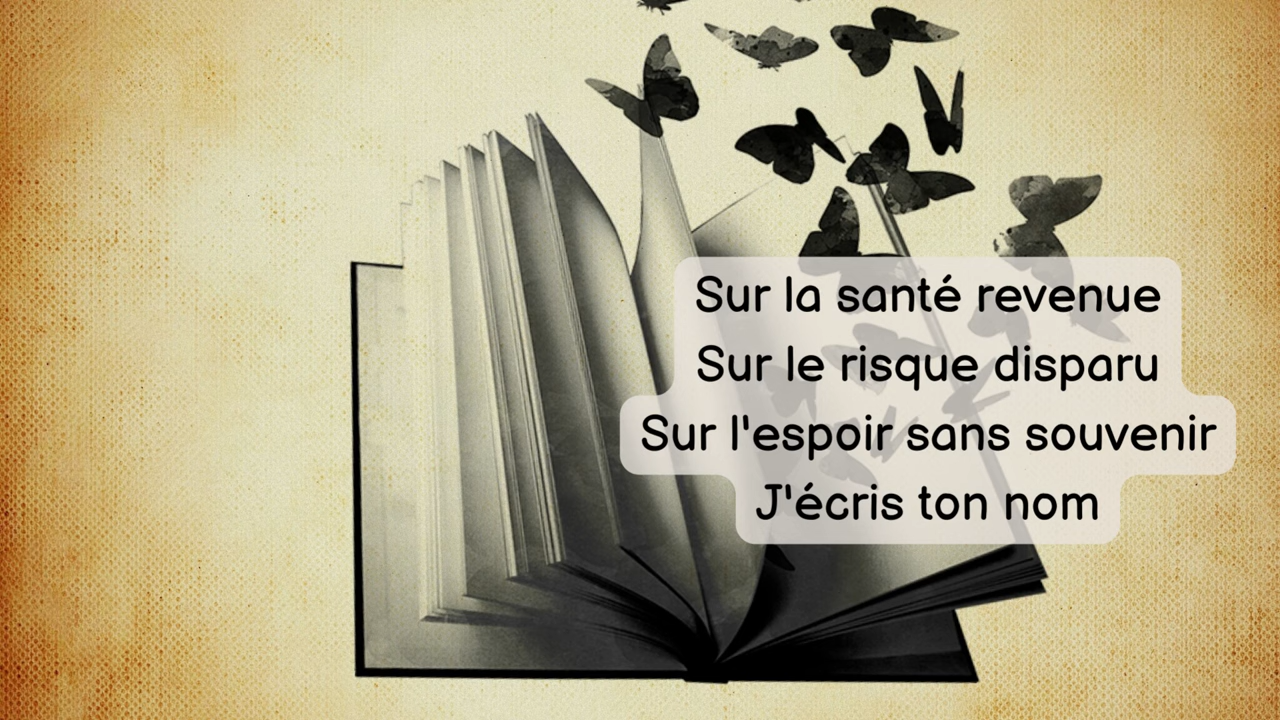 Sur la santé revenue
Sur le risque disparu
Sur l'espoir sans souvenir
J'écris ton nom